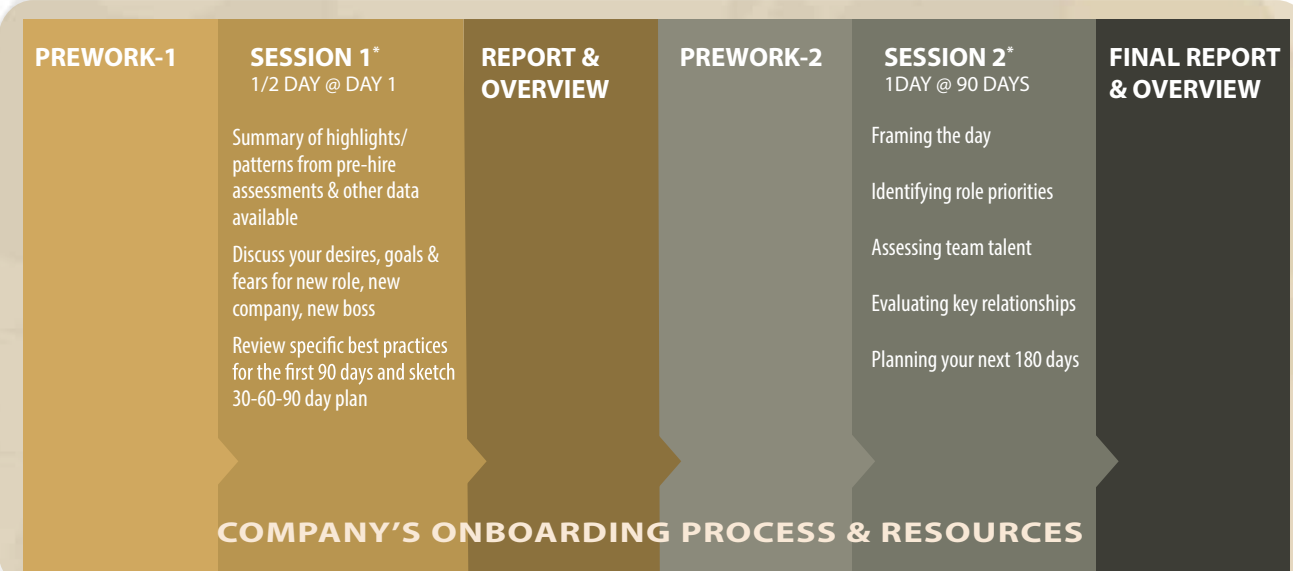 PREWORK-1
SESSION 1*
1/2 DAY @ DAY 1
Summary of highlights/
patterns from pre-hire
assessments & other data
available
Discuss your desires, goals &
fears for new role, new
company, new boss
Review specific best practices
for the first 90 days and sketch
30-60-90 day plan
REPORT &
OVERVIEW
PREWORK-2
SESSION 2*
1DAY @ 90 DAYS
Framing the day
Identifying role priorities
Assessing team talent
Evaluating key relationships
Planning your next 180 days
FINAL REPORT
& OVERVIEW
COMPANY’S ONBOARDING PROCESS & RESOURCES